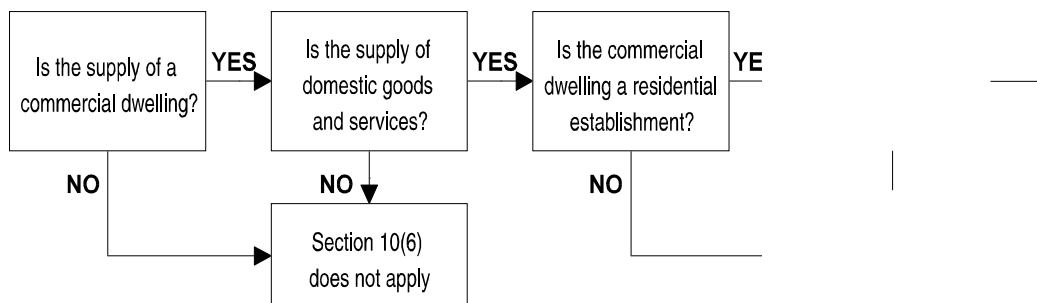 Is the supply of a
commercial dwelling?
YES
Is the supply of
domestic goods
and services?
YES
Is the commercial
dwelling a residential
establishment?
YE
NO
NO
NO
Section 10(6)
does not apply